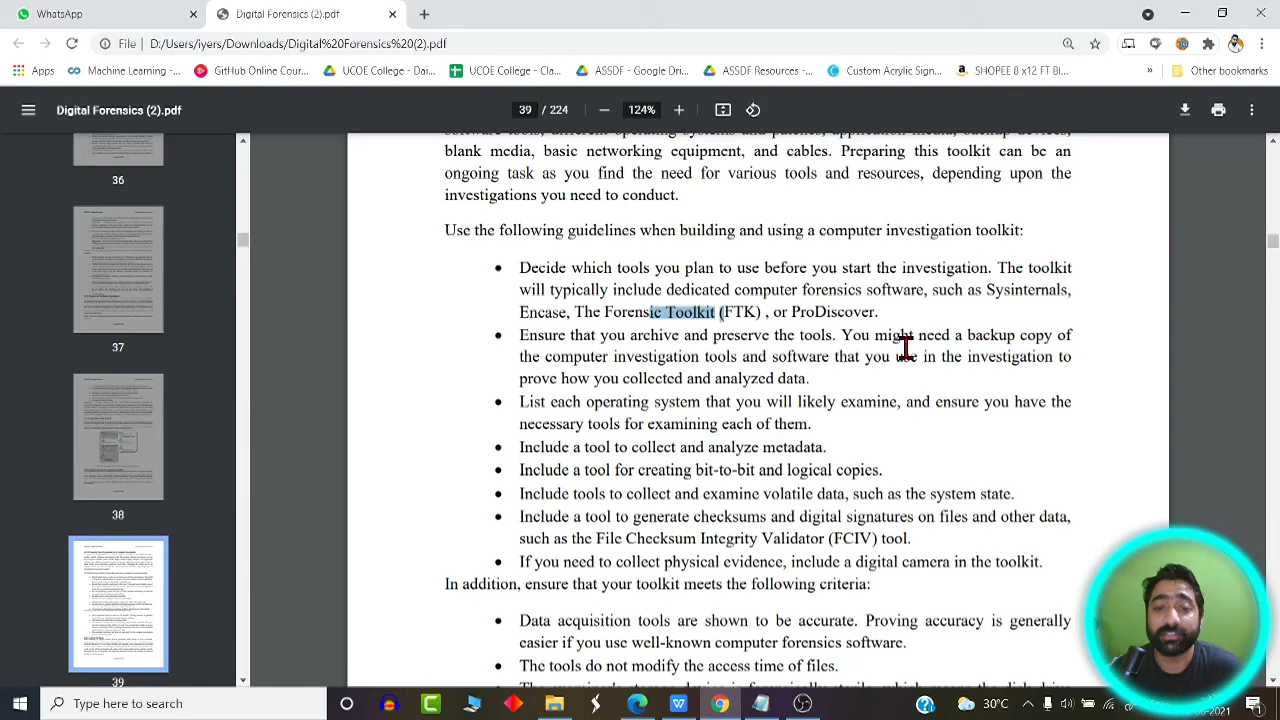 WhatsApp
Digital Forensics (2).pdf
File
D:/Users/iyers/Downloads/Digital%20Forensics%20(2).pdf
Apps
Machine Learning -...
GitHub Online Cour...
UCOE College - Dai...
UCOE College - Cla...
ASSDF - Google Dri...
ASSDF Resources -...
Custom Acrylic Sign...
SHOPEE 8 x12 FT Bl...
»
Other bookmarks
Digital Forensics (2).pdf
39 / 224
124%
36
37
38
39
blank media, basic networking equipment, and cables. Preparing this toolkit can be an
ongoing task as you find the need for various tools and resources, depending upon the
investigations you need to conduct.
Use the following guidelines when building and using a computer investigation toolkit:
which tools you plan to use before you start the investigation. The toolkit
will typically include dedicated computer forensics software, such as Sysinternals,
Encase, The Forensic Toolkit (FTK) , or ProDiscover.
Ensure that you archive and preserve the tools. You might need a backup copy of
the computer investigation tools and software that you use in the investigation to
how you collected and analyzed data.
List each operating system that you will likely examine, and ensure you have the
necessary tools for examining each of them.
Include a tool to collect and analyze metadata.
Include a tool for creating bit-to-bit and logical copies.
Include tools to collect and examine volatile data, such as the system state.
Include a tool to generate checksums and digital signatures on files and other data,
such as the File Checksum Integrity Validator (FCIV) tool.
need to collect physical evidence, include a digital camera in the toolkit.
In addition, ensure that your toolkit meets the following criteria:
acquisition tools are shown to be accurate. Proving accuracy is generally
easier if you use well-known computer forensics software.
The tools do not modify the access time of files.
Type here to search
30°C